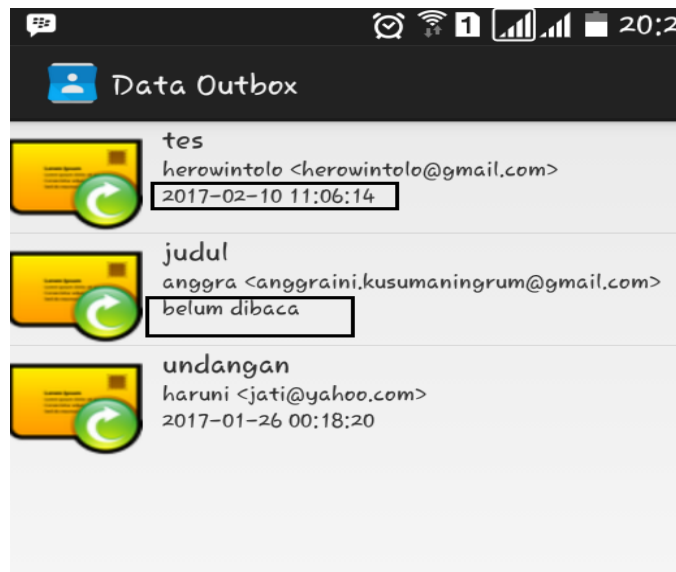 1 20:2
Data Outbox
tes
herowintolo <herowintolo@gmail.com>
2017-02-10 11:06:14
judul
anggra <anggraini.kusumaningrum@gmail.com>
belum dibaca
undangan
haruni <jati@yahoo.com>
2017-01-26 00:18:20